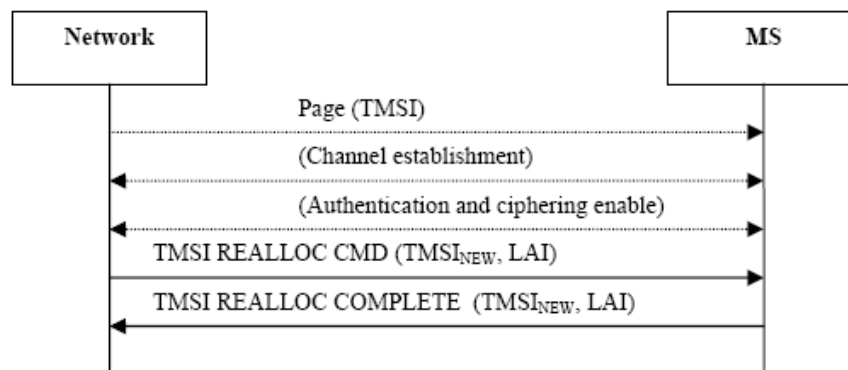 Network
MS
Page (TMSI)
(Channel establishment)
(Authentication and ciphering enable)
TMSI REALLOC CMD (TMSINEW, LAI)
TMSI REALLOC COMPLETE (TMSINEW, LAI)